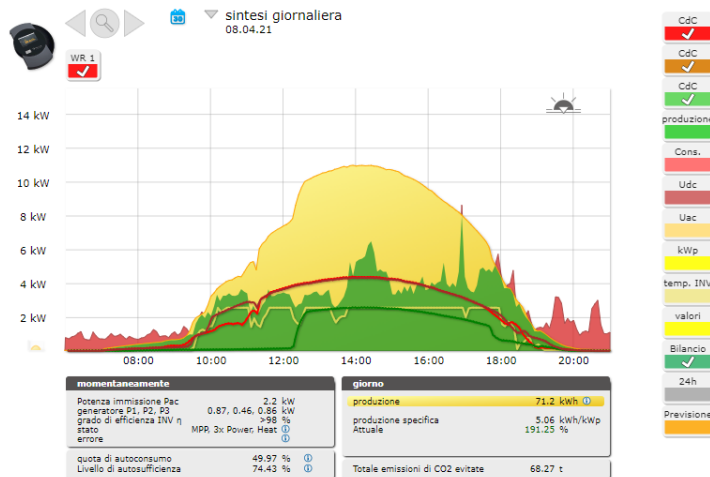 sintesi giornaliera
08.04.21
WR 1
CdC
CdC
CdC
produzione
Cons.
Udc
Uac
kWp
temp. INV
valori
Bilancio
24h
Previsione
14 kW
12 kW
10 kW
8 kW
6 kW
4 kW
2 kW
08:00 10:00 12:00 14:00 16:00 18:00 20:00
momentaneamente
Potenza immissione Pac 2.2 kW
generatore P1, P2, P3 0.87, 0.46, 0.86 kW
grado di efficienza INV η >98 %
stato MPP, 3x Power, Heat
errore
quota di autoconsumo 49.97 %
Livello di autosufficienza 74.43 %
giorno
produzione 71.2 kWh
produzione specifica 5.06 kWh/kWp
Attuale 191.25 %
Totale emissioni di CO2 evitate 68.27 t